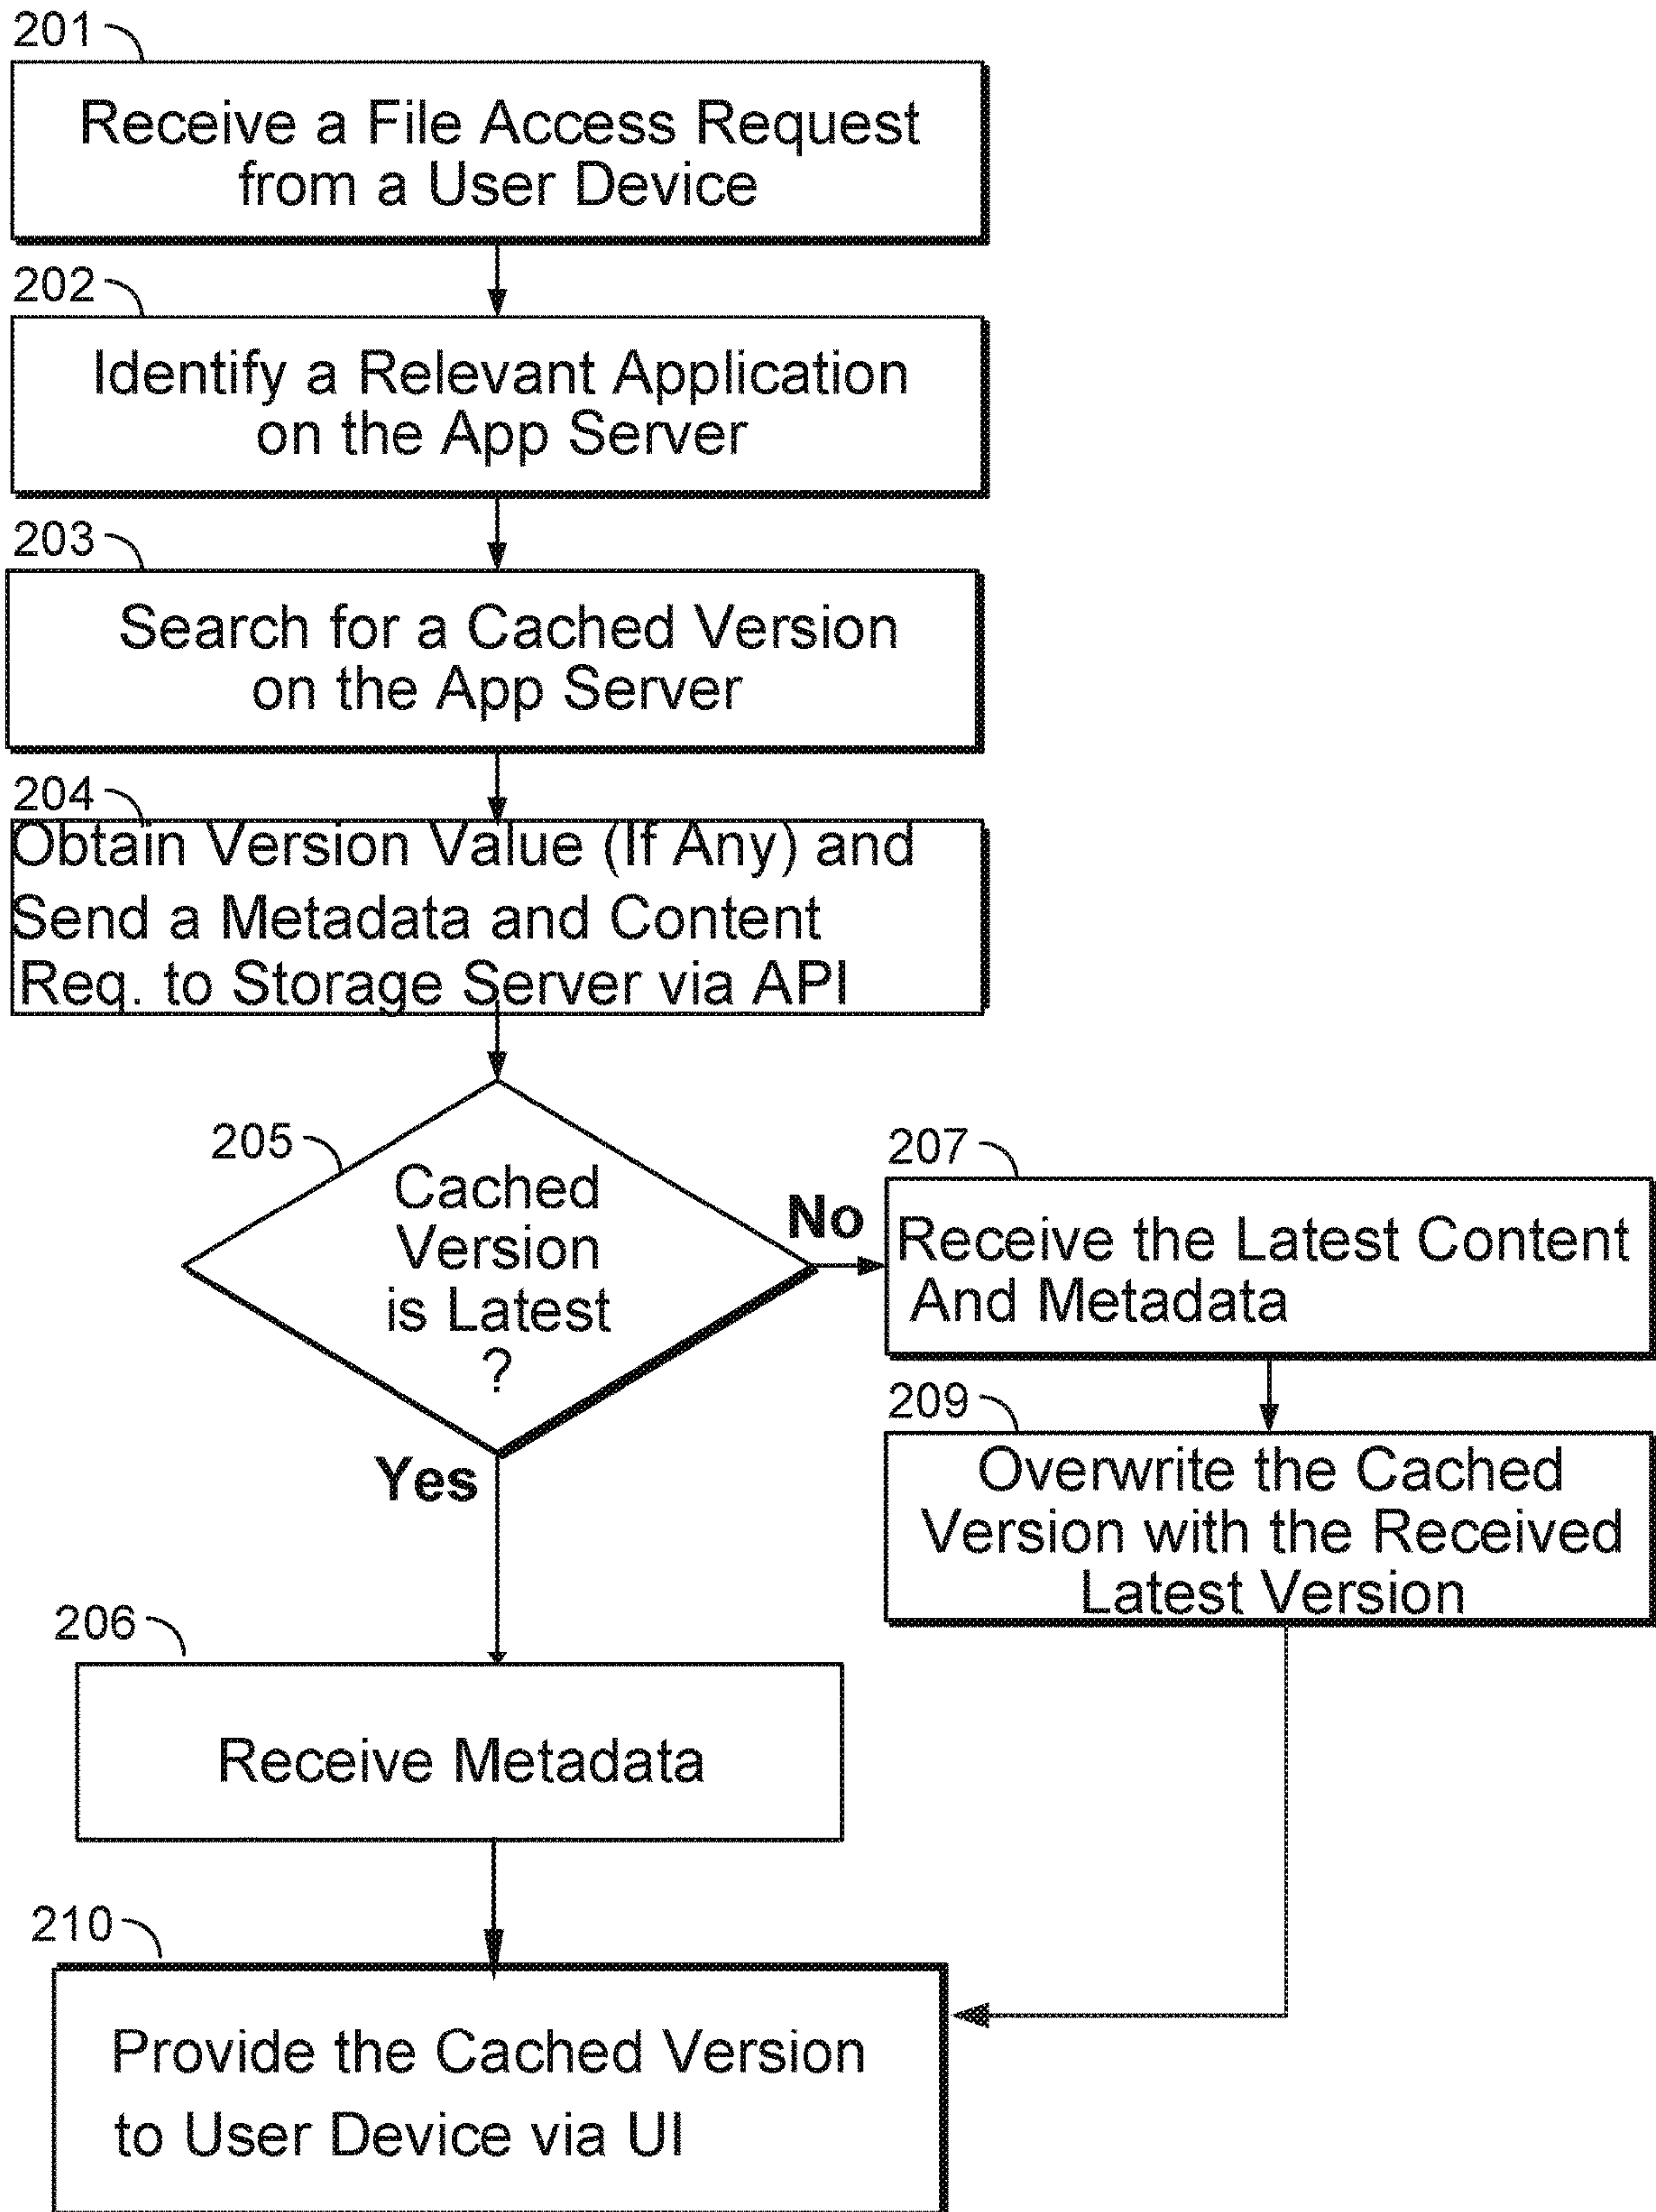 201
Receive a File Access Request
from a User Device
202
Identify a Relevant Application
on the App Server
203
Search for a Cached Version
on the App Server
204
Obtain Version Value (If Any) and
Send a Metadata and Content
Req. to Storage Server via API
205
Cached
Version
is Latest
?
No
207
Receive the Latest Content
And Metadata
209
Overwrite the Cached
Version with the Received
Latest Version
Yes
206
Receive Metadata
210
Provide the Cached Version
to User Device via UI